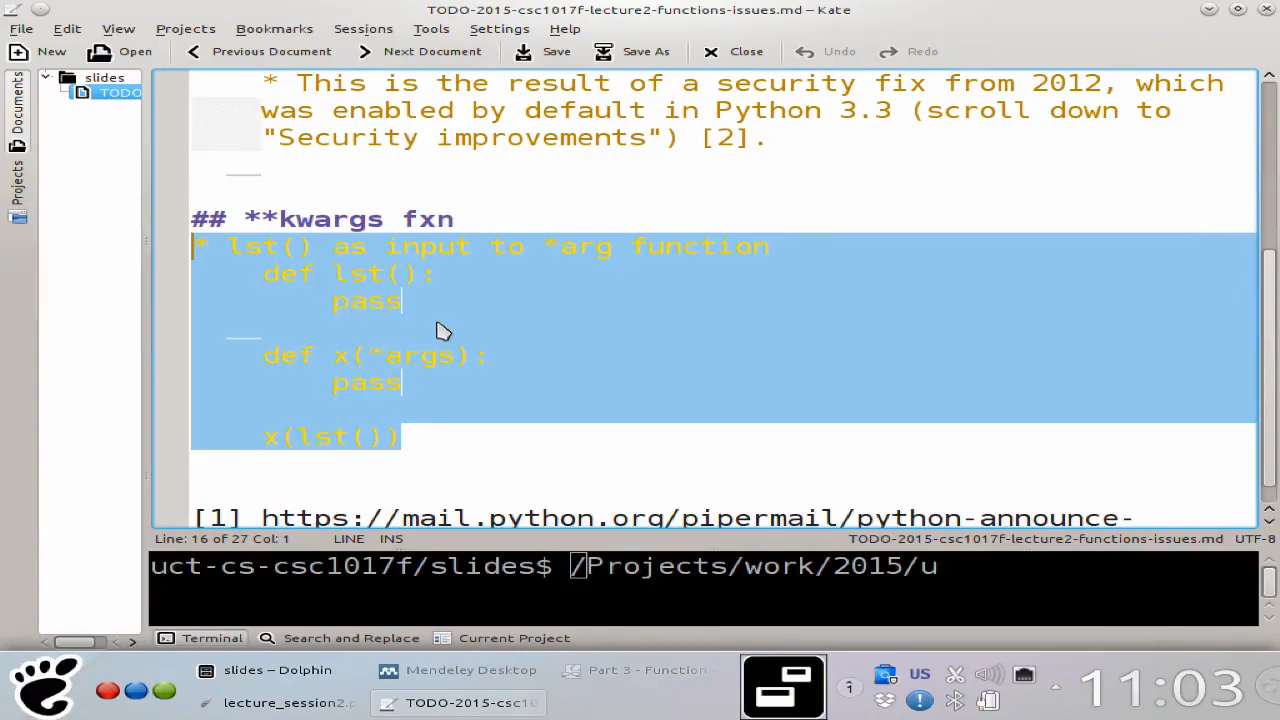 TODO-2015-csc1017f-lecture2-functions-issues.md – Kate
File Edit View Projects Bookmarks Sessions Tools Settings Help
New Open Previous Document Next Document Save Save As Close Undo Redo
Documents
Projects
slides
TODO
* This is the result of a security fix from 2012, which
was enabled by default in Python 3.3 (scroll down to
"Security improvements") [2].
## **kwargs fxn
* lst() as input to *arg function
def lst():
pass
def x(*args):
pass
x(lst())
[1] https://mail.python.org/pipermail/python-announce-
Line: 16 of 27 Col: 1 LINE INS TODO-2015-csc1017f-lecture2-functions-issues.md UTF-8
uct-cs-csc1017f/slides$ /Projects/work/2015/u
Terminal Search and Replace Current Project
slides – Dolphin Mendeley Desktop Part 3 - Function
lecture_session2.p TODO-2015-csc10
1 US 11:03